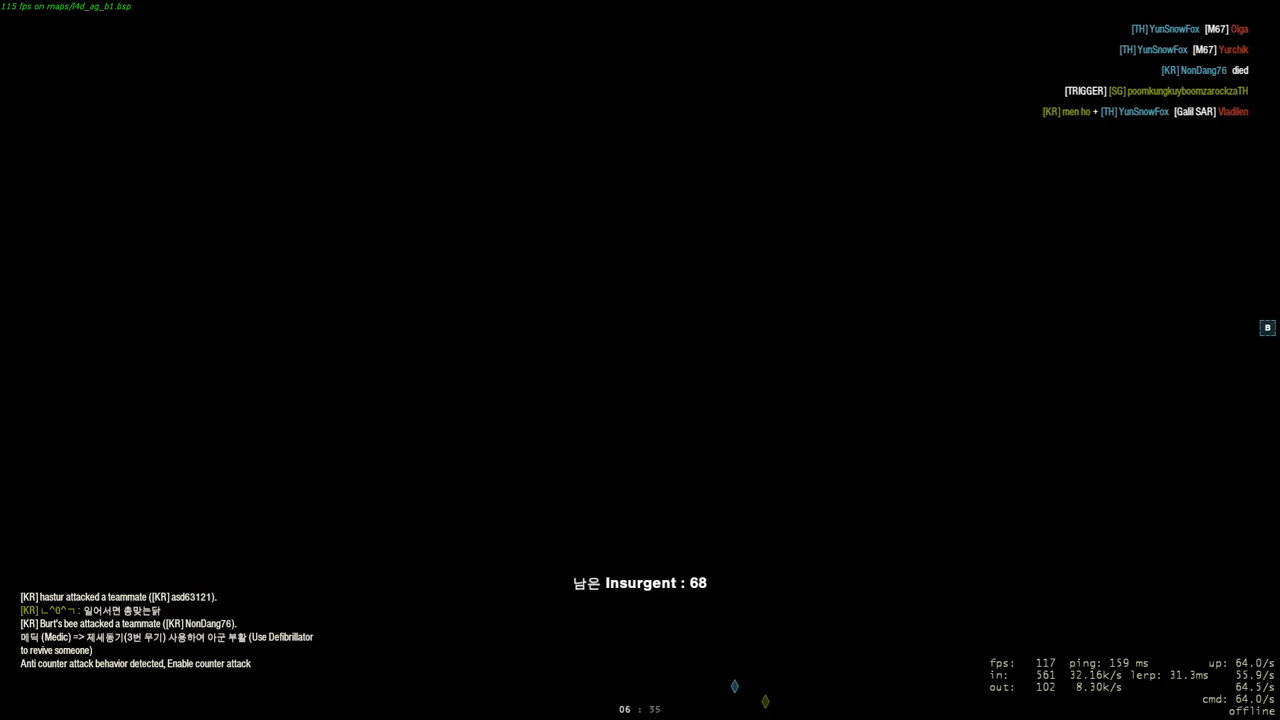 115 fps on maps/l4d_ag_b1.bsp
[TH] YunSnowFox [M67] Olga
[TH] YunSnowFox [M67] Yurchik
[KR] NonDang76 died
[TRIGGER] [SG] poomkungkuyboomzarockzaTH
[KR] men ho + [TH] YunSnowFox [Galil SAR] Vladilen
B
남은 Insurgent : 68
[KR] hastur attacked a teammate ([KR] asd63121).
[KR] ㄴ^0^ㄱ : 일어서면 총맞는닭
[KR] Burt's bee attacked a teammate ([KR] NonDang76).
메딕 (Medic) => 제세동기(3번 무기) 사용하여 아군 부활 (Use Defibrillator
to revive someone)
Anti counter attack behavior detected, Enable counter attack
fps: 117 ping: 159 ms up: 64.0/s
in: 561 32.16k/s lerp: 31.3ms 55.9/s
out: 102 8.30k/s 64.5/s
cmd: 64.0/s
offline
06 : 35